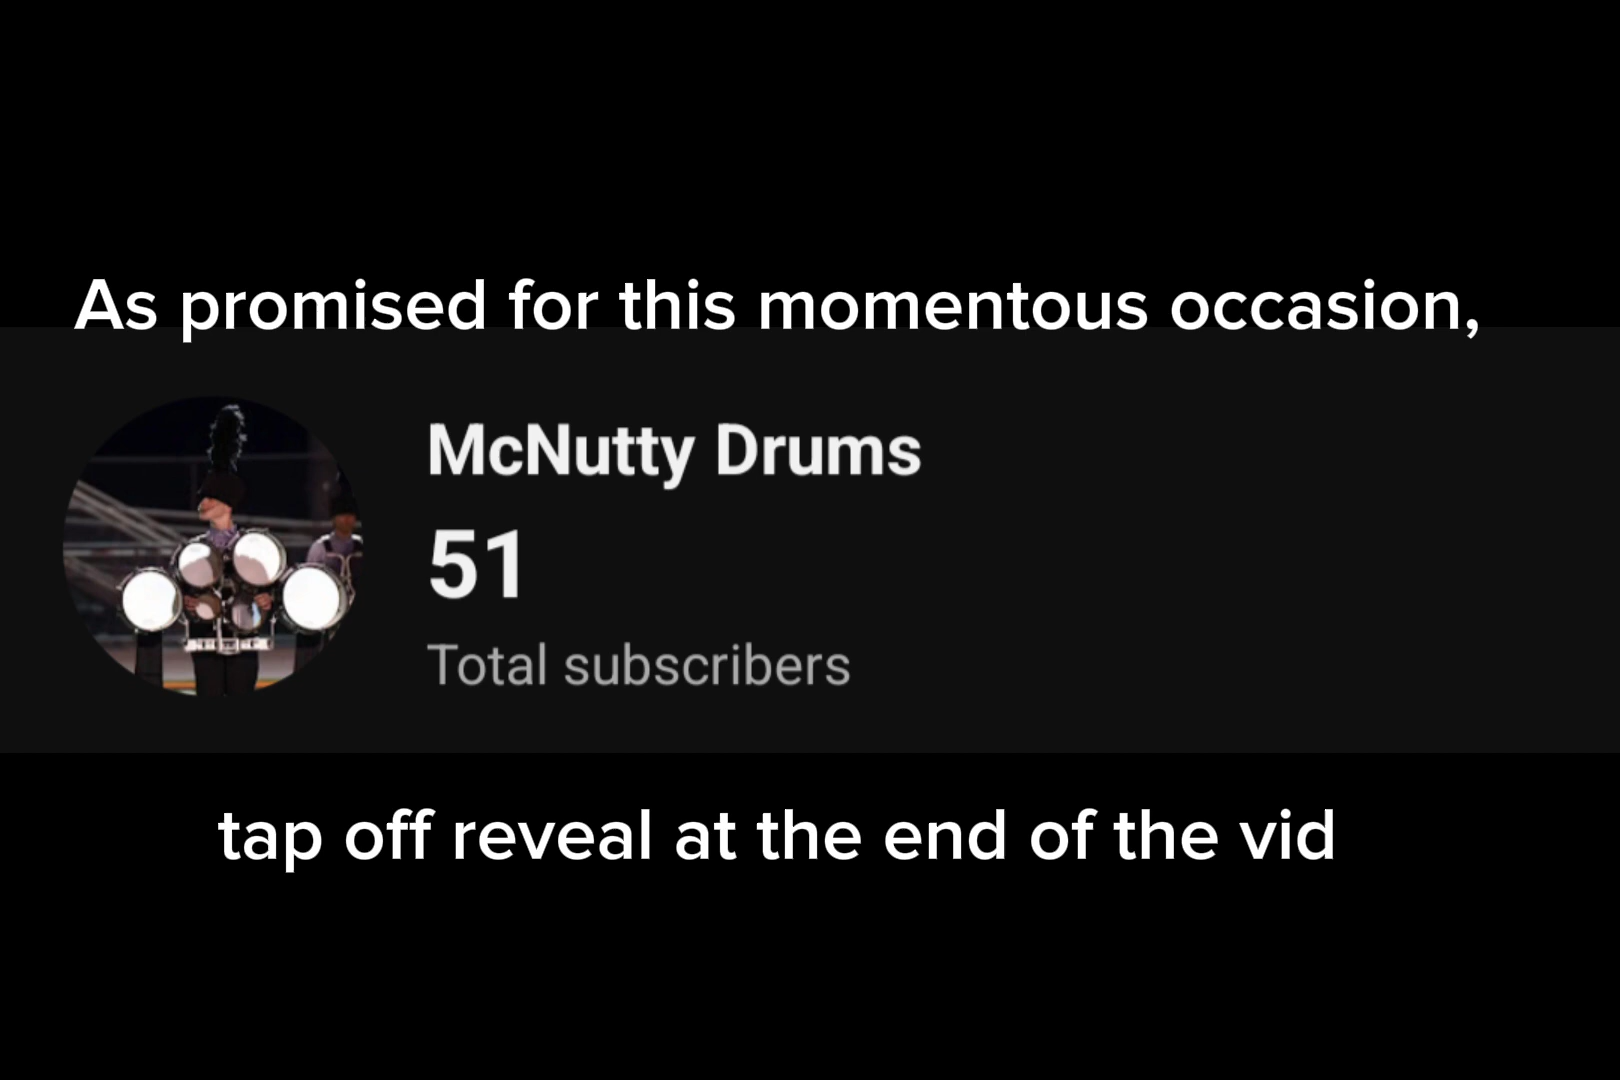 As promised for this momentous occasion,
McNutty Drums
51
Total subscribers
tap off reveal at the end of the vid